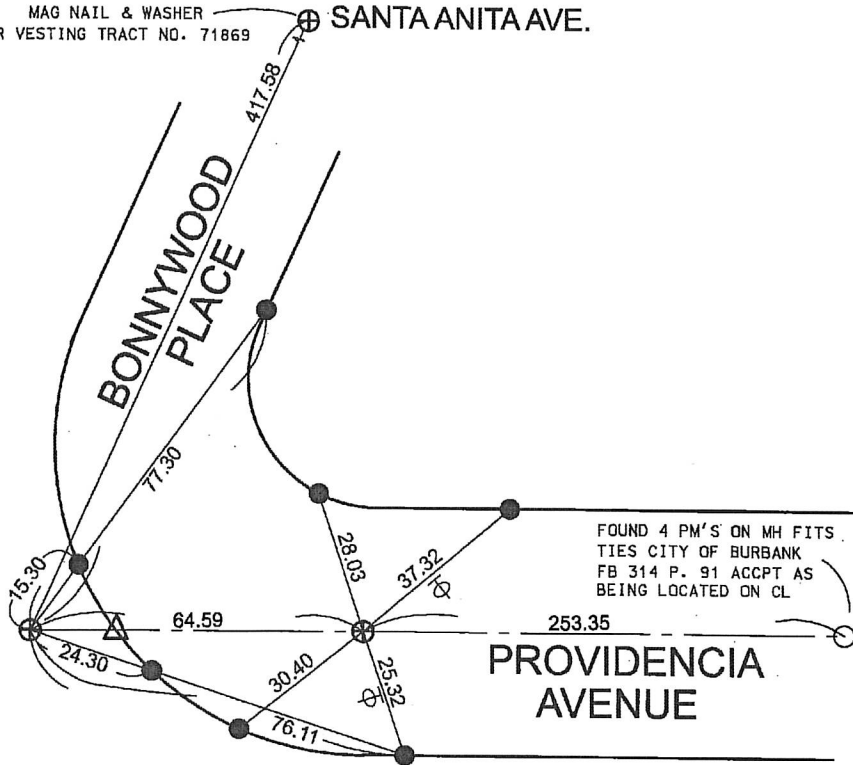 MAG NAIL & WASHER
R VESTING TRACT NO. 71869
SANTA ANITA AVE.
417.58
BONNYWOOD
PLACE
77.30
15.30
64.59
24.30
28.03
37.32
30.40
25.32
76.11
253.35
FOUND 4 PM'S ON MH FITS
TIES CITY OF BURBANK
FB 314 P. 91 ACCPT AS
BEING LOCATED ON CL
PROVIDENCIA
AVENUE